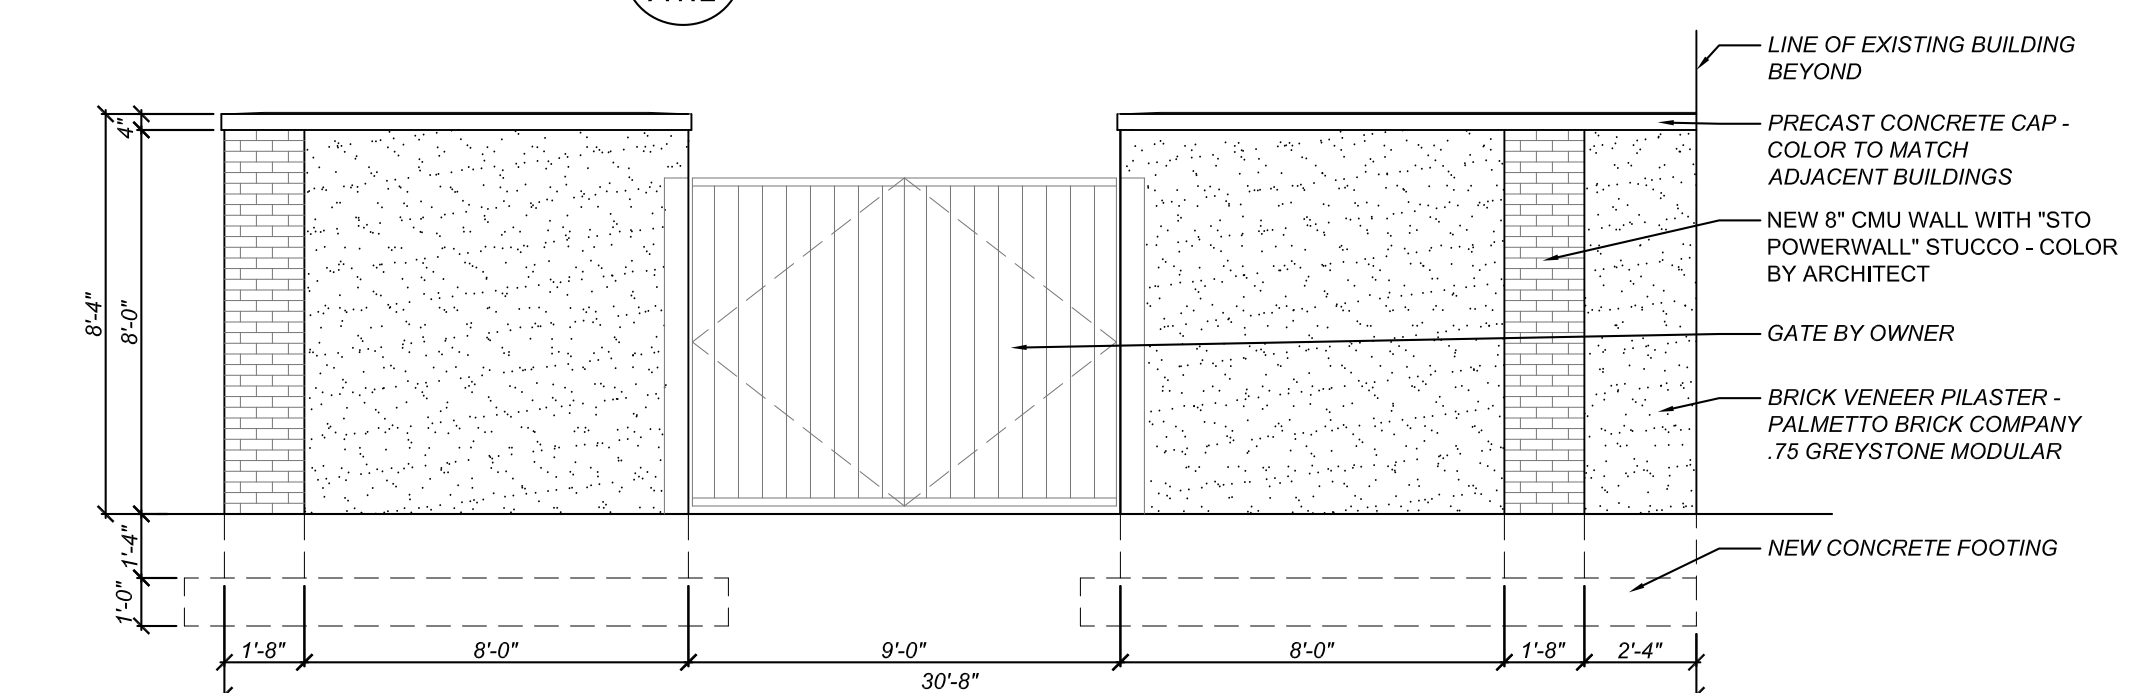 LINE OF EXISTING BUILDING
BEYOND
PRECAST CONCRETE CAP -
COLOR TO MATCH
ADJACENT BUILDINGS
NEW 8" CMU WALL WITH "STO
POWERWALL" STUCCO - COLOR
BY ARCHITECT
GATE BY OWNER
BRICK VENEER PILASTER -
PALMETTO BRICK COMPANY
.75 GREYSTONE MODULAR
NEW CONCRETE FOOTING
4"
8'-4"
8'-0"
1'-4"
1'-0"
1'-8"
8'-0"
9'-0"
8'-0"
1'-8"
2'-4"
30'-8"